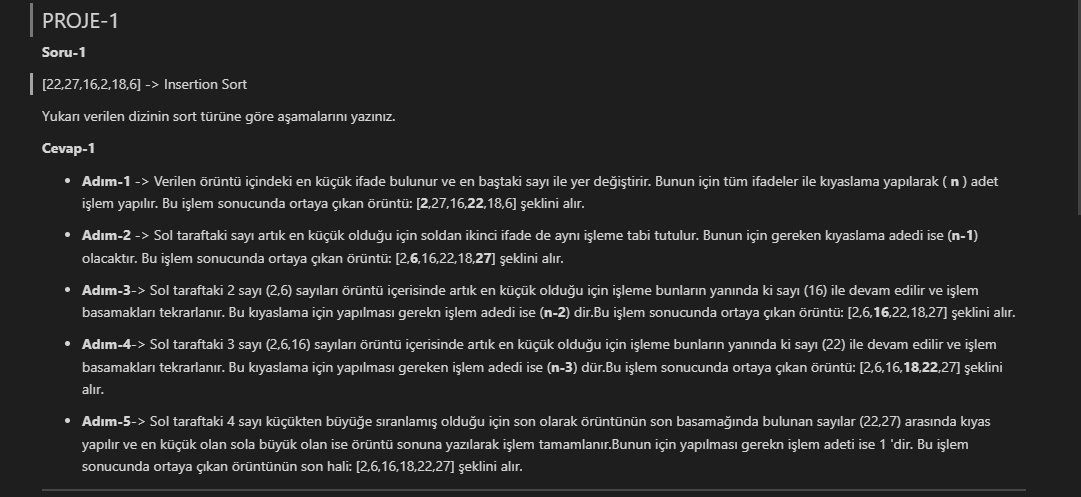 PROJE-1
Soru-1
[22,27,16,2,18,6] -> Insertion Sort
Yukarı verilen dizinin sort türüne göre aşamalarını yazınız.
Cevap-1
• Adım-1 -> Verilen örüntü içindeki en küçük ifade bulunur ve en baştaki sayı ile yer değiştirir. Bunun için tüm ifadeler ile kıyaslama yapılarak ( n ) adet
işlem yapılır. Bu işlem sonucunda ortaya çıkan örüntü: [2,27,16,22,18,6] şeklini alır.
• Adım-2 -> Sol taraftaki sayı artık en küçük olduğu için soldan ikinci ifade de aynı işleme tabi tutulur. Bunun için gereken kıyaslama adedi ise (n-1)
olacaktır. Bu işlem sonucunda ortaya çıkan örüntü: [2,6,16,22,18,27] şeklini alır.
• Adım-3-> Sol taraftaki 2 sayı (2,6) sayıları örüntü içerisinde artık en küçük olduğu için işleme bunların yanında ki sayı (16) ile devam edilir ve işlem
basamakları tekrarlanır. Bu kıyaslama için yapılması gerekn işlem adedi ise (n-2) dir.Bu işlem sonucunda ortaya çıkan örüntü: [2,6,16,22,18,27] şeklini alır.
• Adım-4-> Sol taraftaki 3 sayı (2,6,16) sayıları örüntü içerisinde artık en küçük olduğu için işleme bunların yanında ki sayı (22) ile devam edilir ve işlem
basamakları tekrarlanır. Bu kıyaslama için yapılması gereken işlem adedi ise (n-3) dür.Bu işlem sonucunda ortaya çıkan örüntü: [2,6,16,18,22,27] şeklini
alır.
• Adım-5-> Sol taraftaki 4 sayı küçükten büyüğe sıranlamış olduğu için son olarak örüntünün son basamağında bulunan sayılar (22,27) arasında kıyas
yapılır ve en küçük olan sola büyük olan ise örüntü sonuna yazılarak işlem tamamlanır.Bunun için yapılması gerekn işlem adeti ise 1 'dir. Bu işlem
sonucunda ortaya çıkan örüntünün son hali: [2,6,16,18,22,27] şeklini alır.